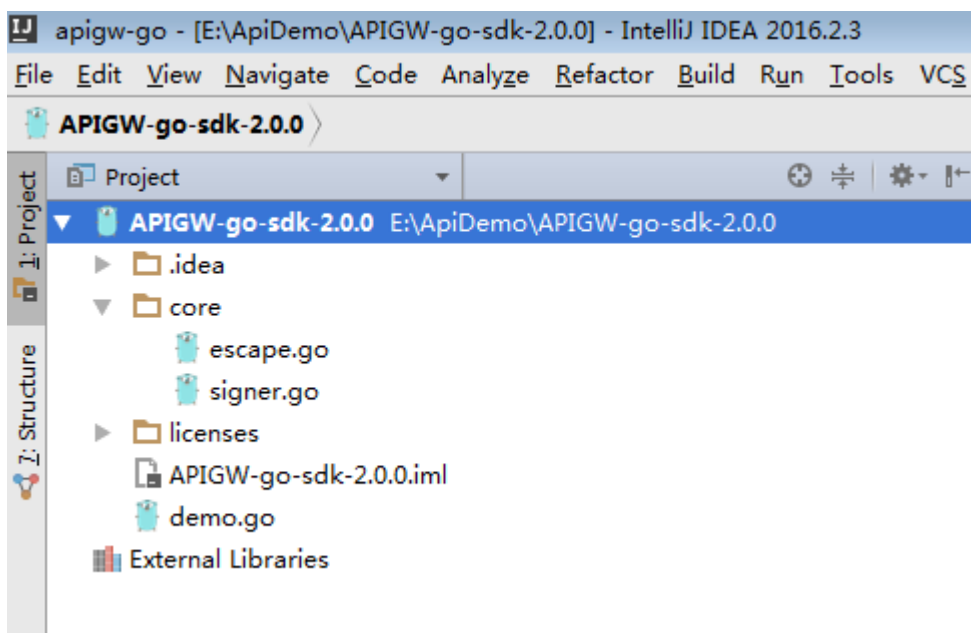 apigw-go - [E:\ApiDemo\APIGW-go-sdk-2.0.0] - IntelliJ IDEA 2016.2.3
File Edit View Navigate Code Analyze Refactor Build Run Tools VCS
APIGW-go-sdk-2.0.0
1: Project
Project
APIGW-go-sdk-2.0.0 E:\ApiDemo\APIGW-go-sdk-2.0.0
.idea
core
escape.go
signer.go
7: Structure
licenses
APIGW-go-sdk-2.0.0.iml
demo.go
External Libraries